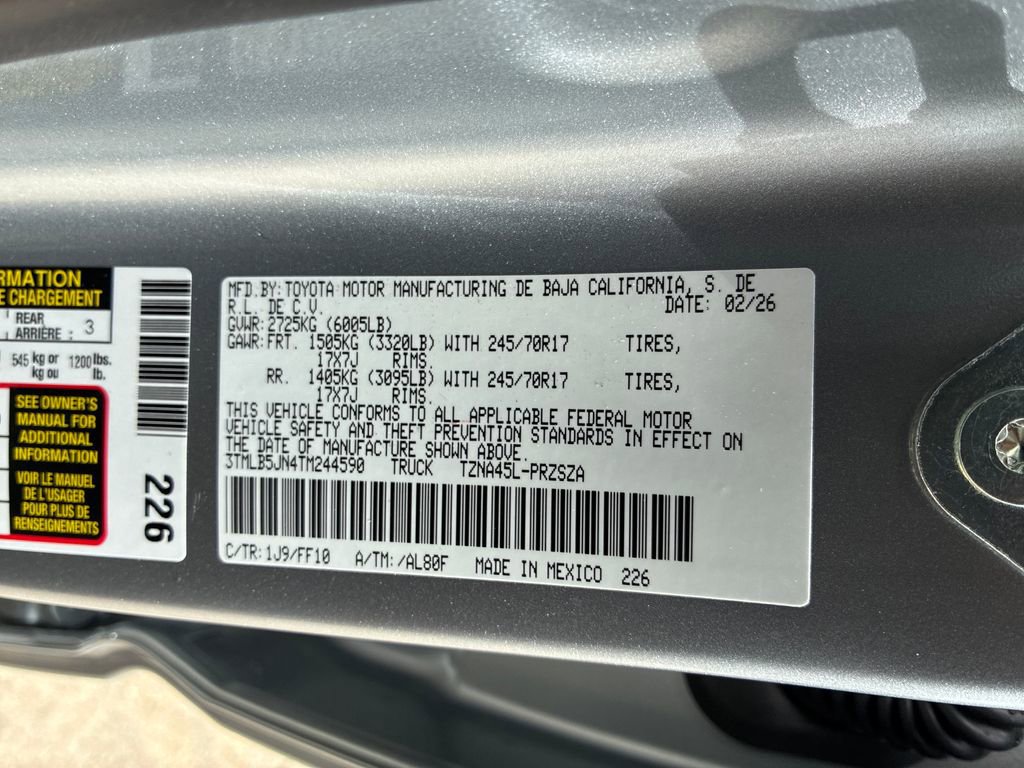 RMATION
E CHARGEMENT
REAR
ARRIÈRE : 3
545 kg or 1200 lbs.
kg ou lb.
SEE OWNER'S
MANUAL FOR
ADDITIONAL
INFORMATION
VOIR LE MANUEL
DE L'USAGER
POUR PLUS DE
RENSEIGNEMENTS
226
MFD.BY:TOYOTA MOTOR MANUFACTURING DE BAJA CALIFORNIA, S. DE
R.L. DE C.V. DATE: 02/26
GVWR:2725KG (6005LB)
GAWR:FRT. 1505KG (3320LB) WITH 245/70R17 TIRES,
17X7J RIMS.
RR. 1405KG (3095LB) WITH 245/70R17 TIRES,
17X7J RIMS.
THIS VEHICLE CONFORMS TO ALL APPLICABLE FEDERAL MOTOR
VEHICLE SAFETY AND THEFT PREVENTION STANDARDS IN EFFECT ON
THE DATE OF MANUFACTURE SHOWN ABOVE.
3TMLB5JN4TM244590 TRUCK TZNA45L-PRZSZA
C/TR:1J9/FF10 A/TM:/AL80F MADE IN MEXICO 226